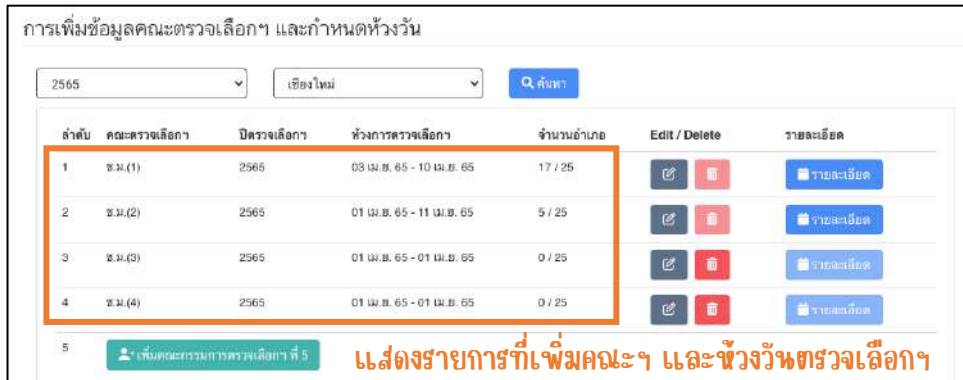 การเพิ่มข้อมูลคณะตรวจเลือกฯ และกำหนดห้วงวัน
2565 เชียงใหม่ ค้นหา
ลำดับ คณะตรวจเลือกฯ ปีตรวจเลือกฯ ห้วงการตรวจเลือกฯ จำนวนอำเภอ Edit / Delete รายละเอียด
1 ช.ม.(1) 2565 03 เม.ย. 65 - 10 เม.ย. 65 17 / 25 รายละเอียด
2 ช.ม.(2) 2565 01 เม.ย. 65 - 11 เม.ย. 65 5 / 25 รายละเอียด
3 ช.ม.(3) 2565 01 เม.ย. 65 - 01 เม.ย. 65 0 / 25 รายละเอียด
4 ช.ม.(4) 2565 01 เม.ย. 65 - 01 เม.ย. 65 0 / 25 รายละเอียด
5 เพิ่มคณะกรรมการตรวจเลือกฯ ที่ 5
แสดงรายการที่เพิ่มคณะฯ และห้วงวันตรวจเลือกฯ